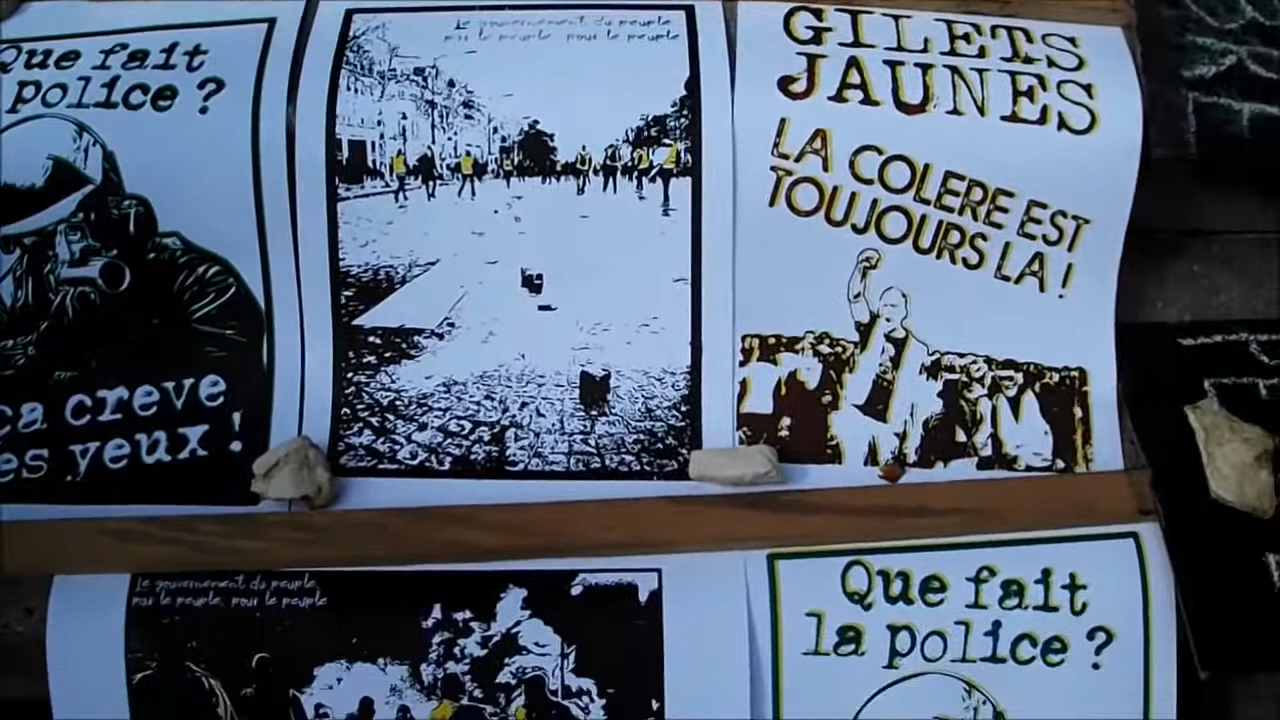 Que fait
police ?
ça creve
es yeux !
Le gouvernement du peuple,
par le peuple, pour le peuple
GILETS
JAUNES
LA COLERE EST
TOUJOURS LA !
Le gouvernement du peuple,
par le peuple, pour le peuple
Que fait
la police ?